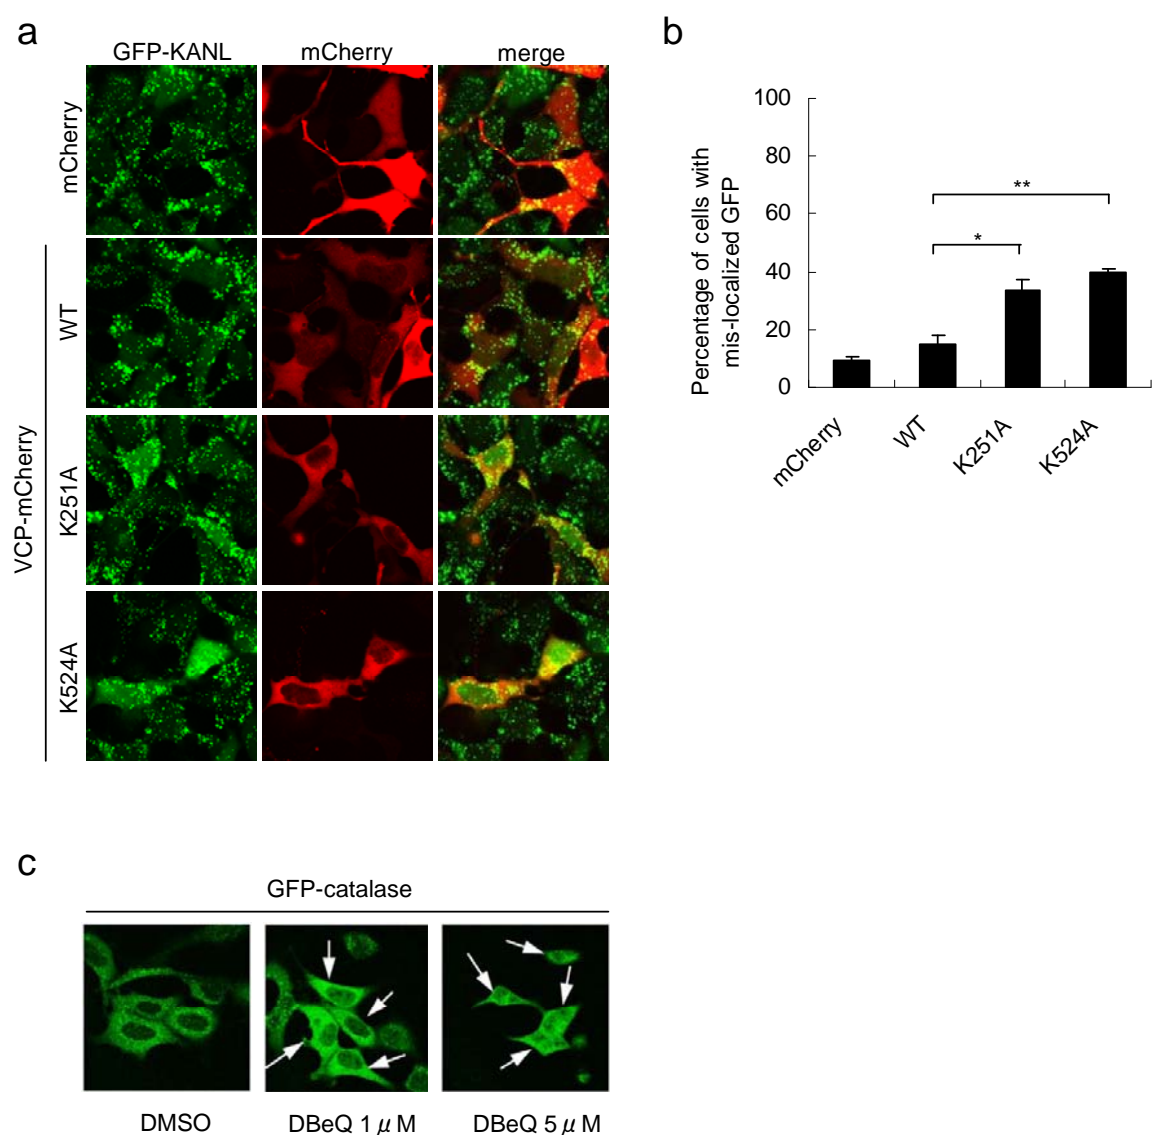 a
GFP-KANL mCherry merge
mCherry
VCP-mCherry
WT
K251A
K524A
b
Percentage of cells with
mis-localized GFP
100
80
60
40
20
0
**
*
mCherry WT K251A K524A
c
GFP-catalase
DMSO DBeQ 1 μ M DBeQ 5 μ M